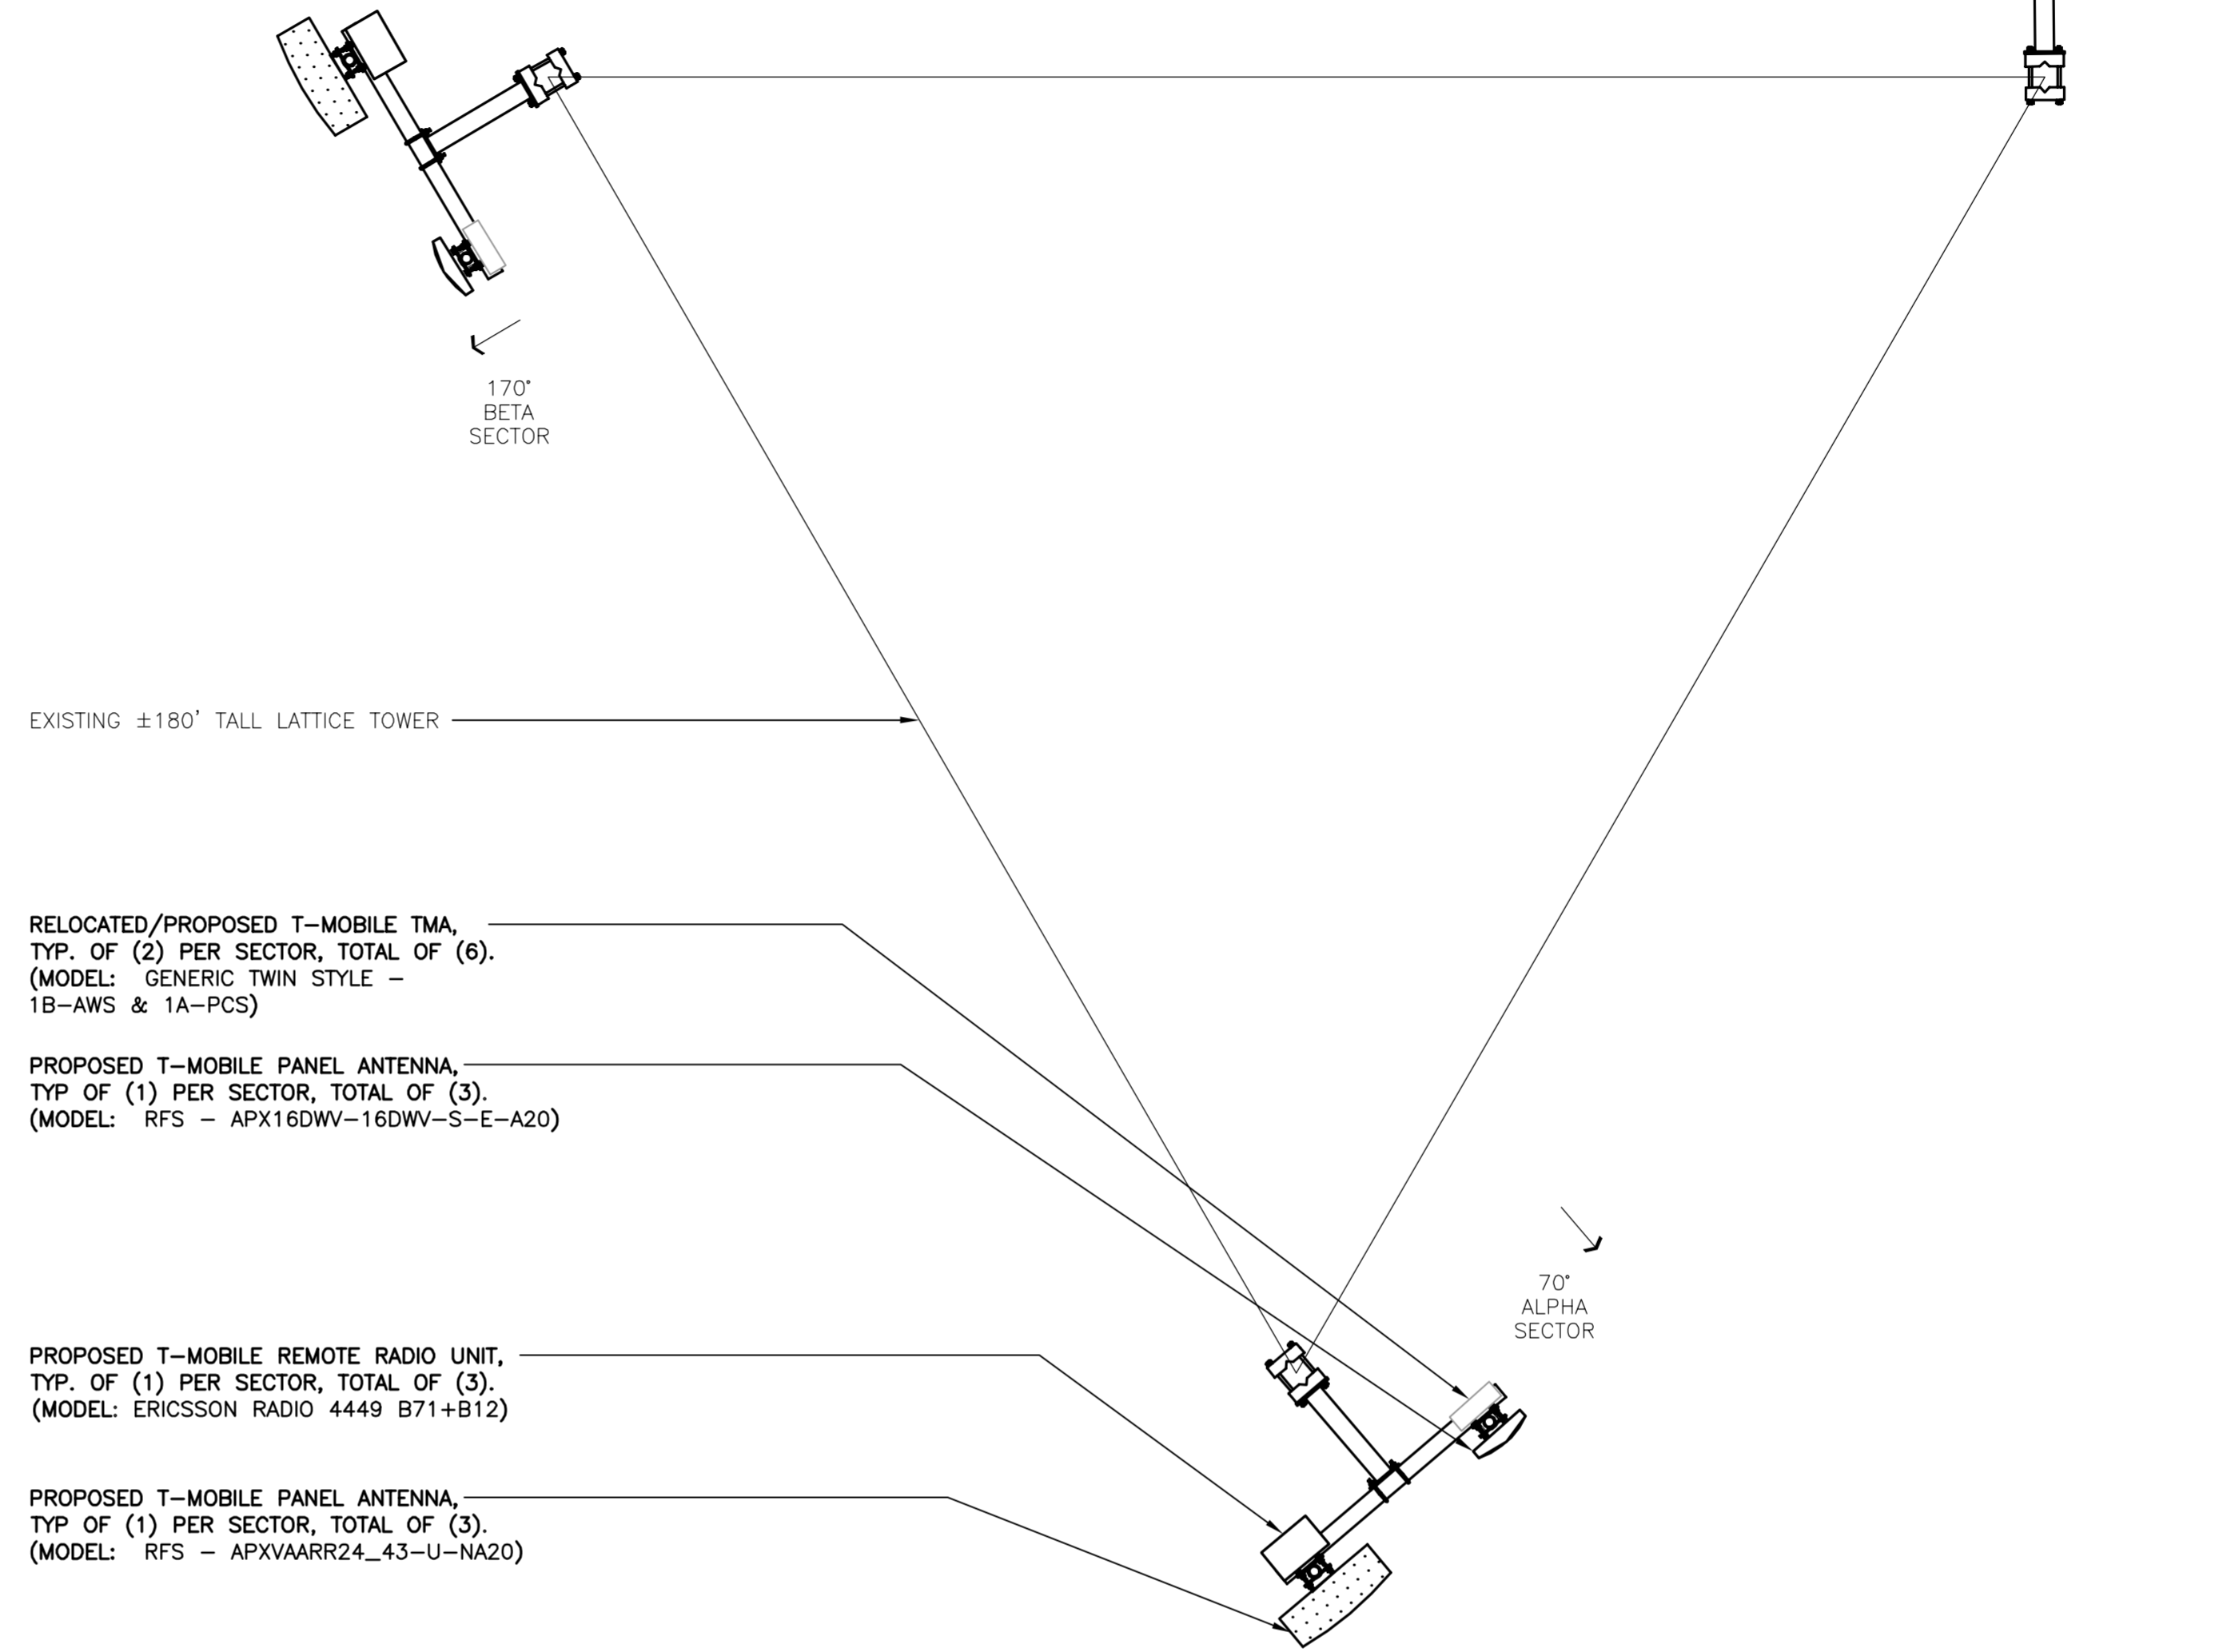 170°
BETA
SECTOR
EXISTING ±180' TALL LATTICE TOWER
RELOCATED/PROPOSED T-MOBILE TMA,
TYP. OF (2) PER SECTOR, TOTAL OF (6).
(MODEL: GENERIC TWIN STYLE -
1B-AWS & 1A-PCS)
PROPOSED T-MOBILE PANEL ANTENNA,
TYP OF (1) PER SECTOR, TOTAL OF (3).
(MODEL: RFS - APX16DWV-16DWV-S-E-A20)
70°
ALPHA
SECTOR
PROPOSED T-MOBILE REMOTE RADIO UNIT,
TYP. OF (1) PER SECTOR, TOTAL OF (3).
(MODEL: ERICSSON RADIO 4449 B71+B12)
PROPOSED T-MOBILE PANEL ANTENNA,
TYP OF (1) PER SECTOR, TOTAL OF (3).
(MODEL: RFS - APXVAARR24_43-U-NA20)